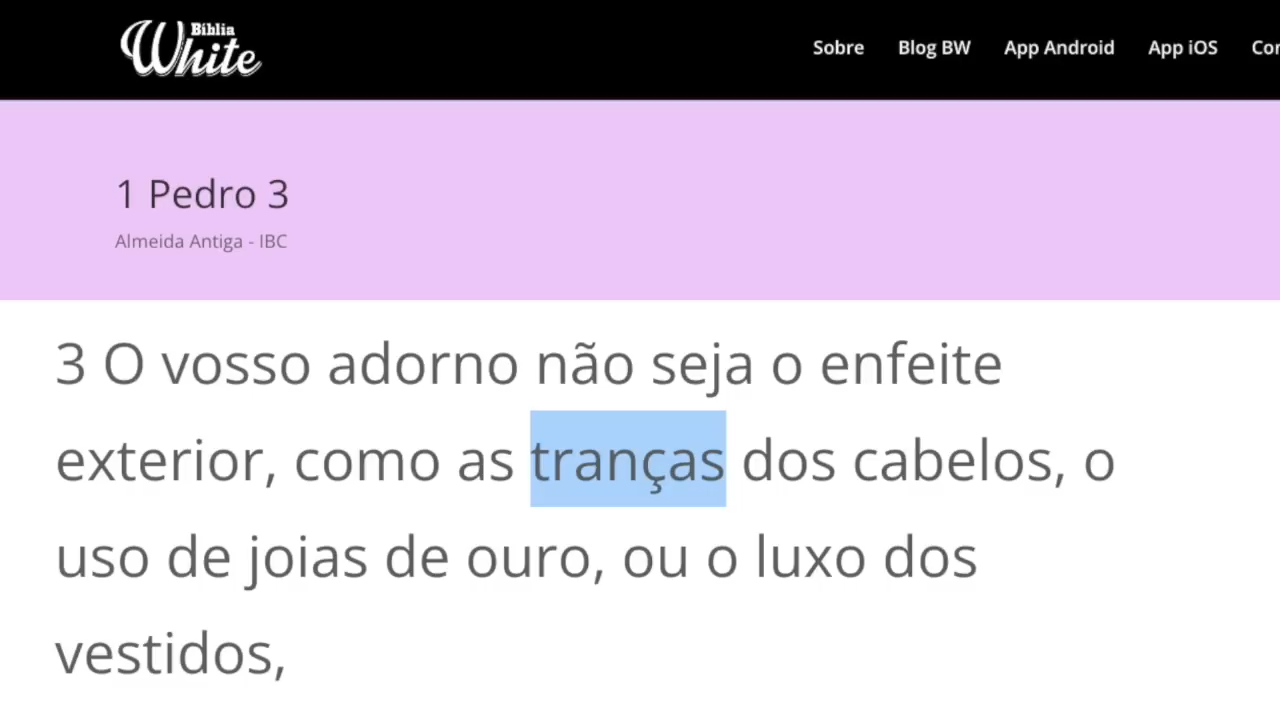 Bíblia
White
Sobre Blog BW App Android App iOS
1 Pedro 3
Almeida Antiga - IBC
3 O vosso adorno não seja o enfeite
exterior, como as tranças dos cabelos, o
uso de joias de ouro, ou o luxo dos
vestidos,